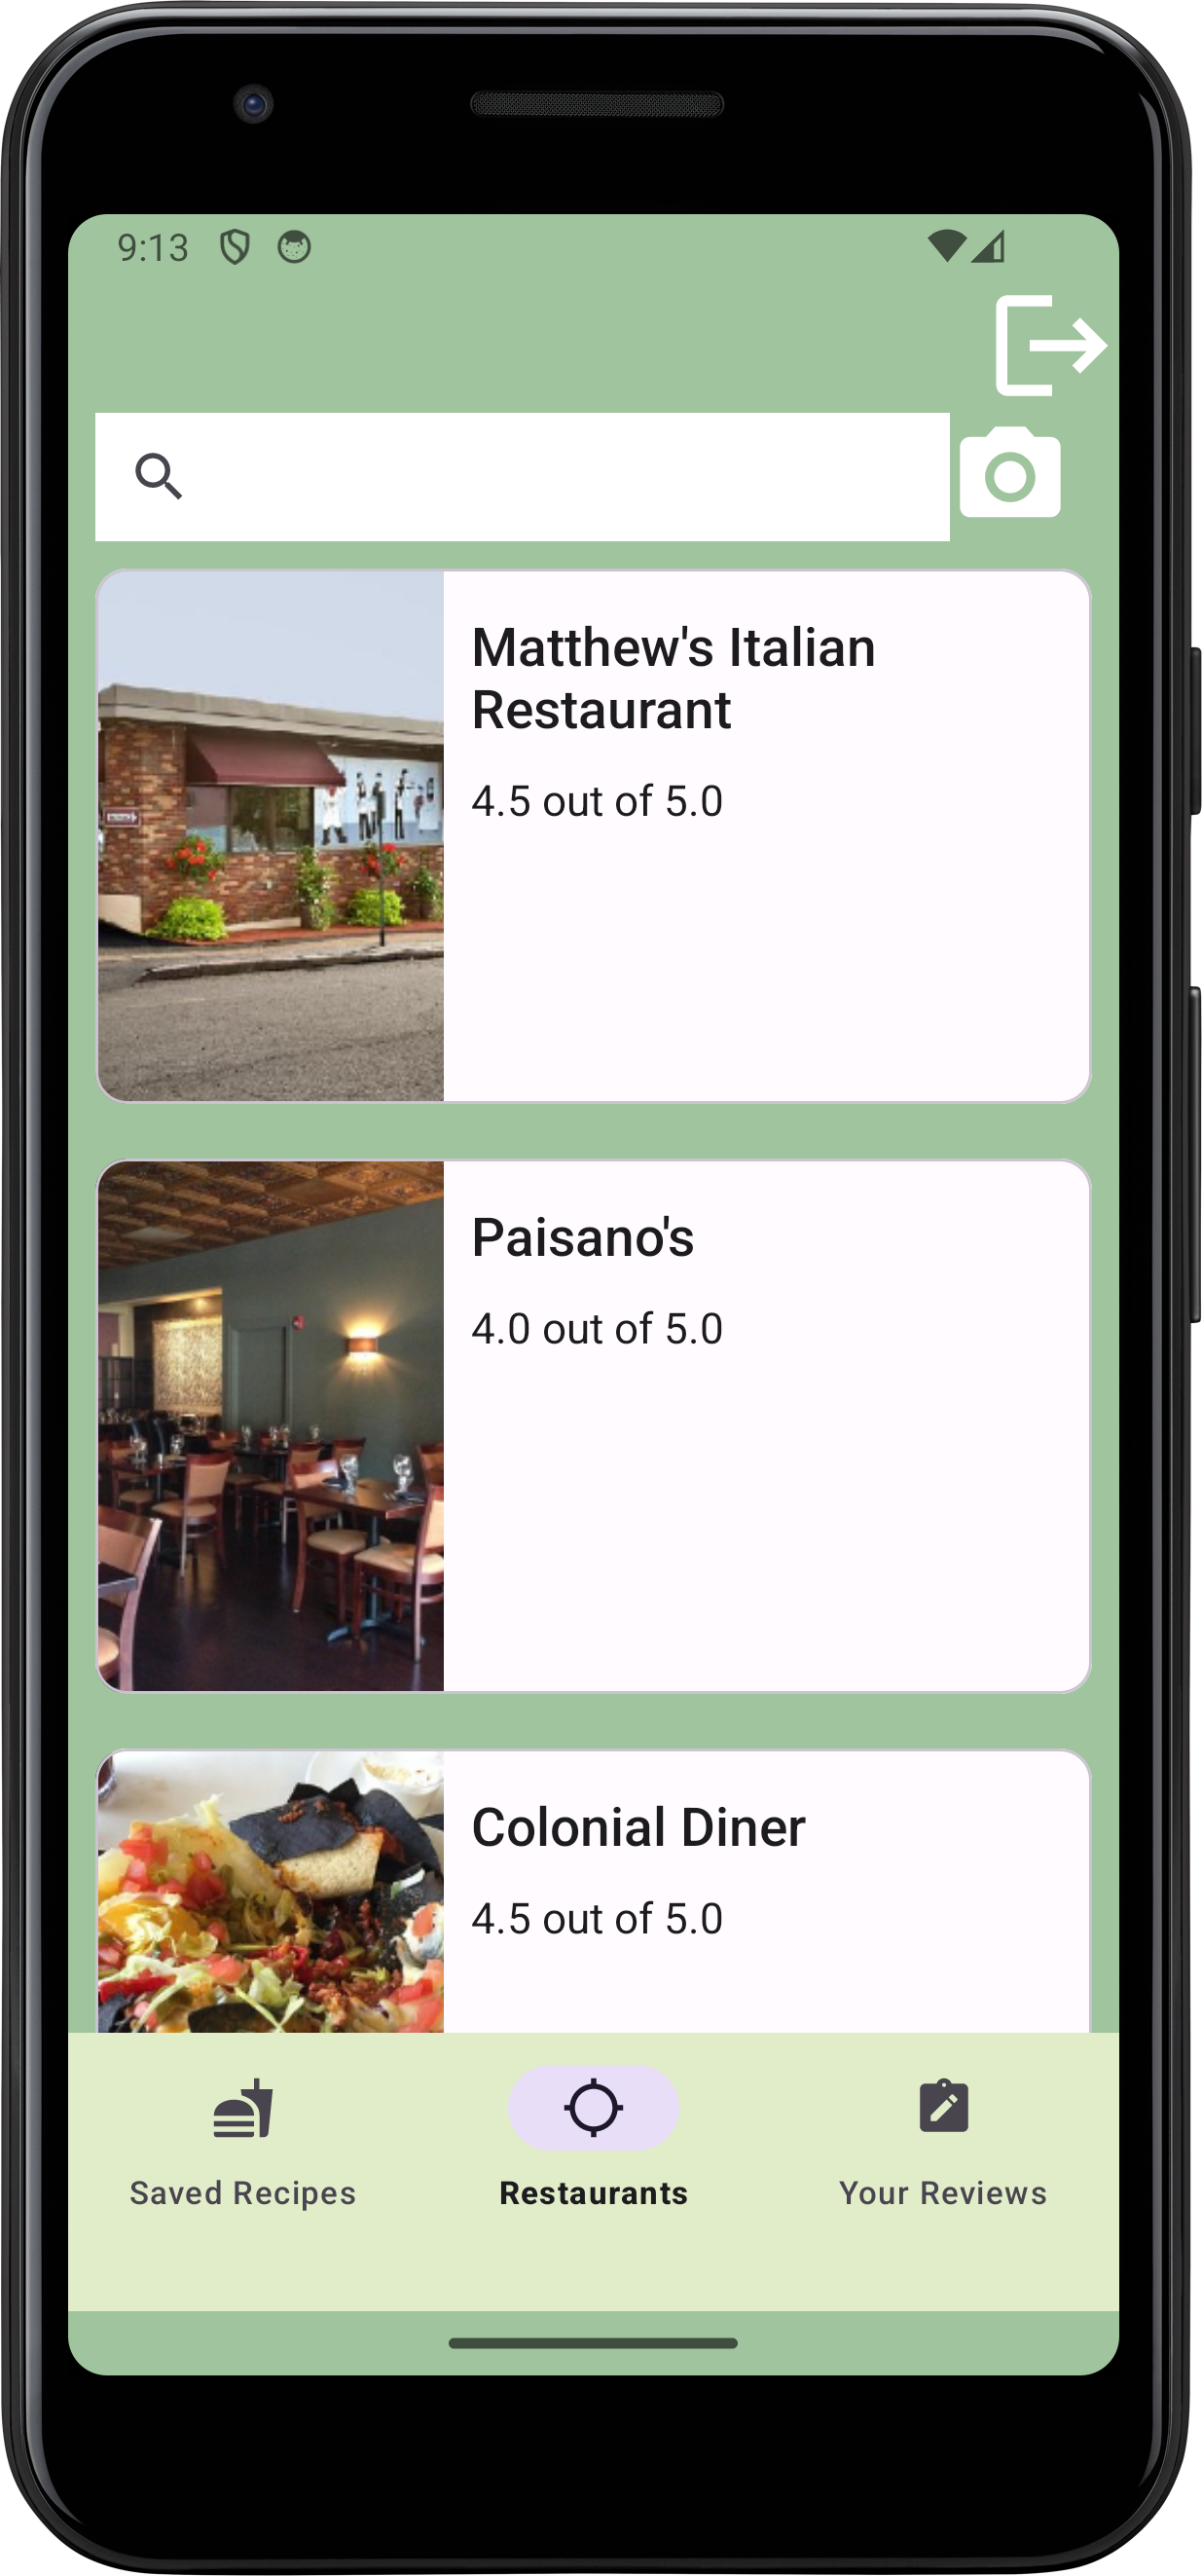 9:13
Matthew's Italian
Restaurant
4.5 out of 5.0
Paisano's
4.0 out of 5.0
Colonial Diner
4.5 out of 5.0
Saved Recipes
Restaurants
Your Reviews